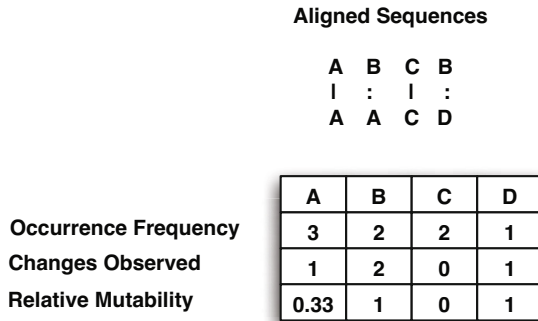 Aligned Sequences
A B C B
| : | :
A A C D
A B C D
Occurrence Frequency 3 2 2 1
Changes Observed 1 2 0 1
Relative Mutability 0.33 1 0 1